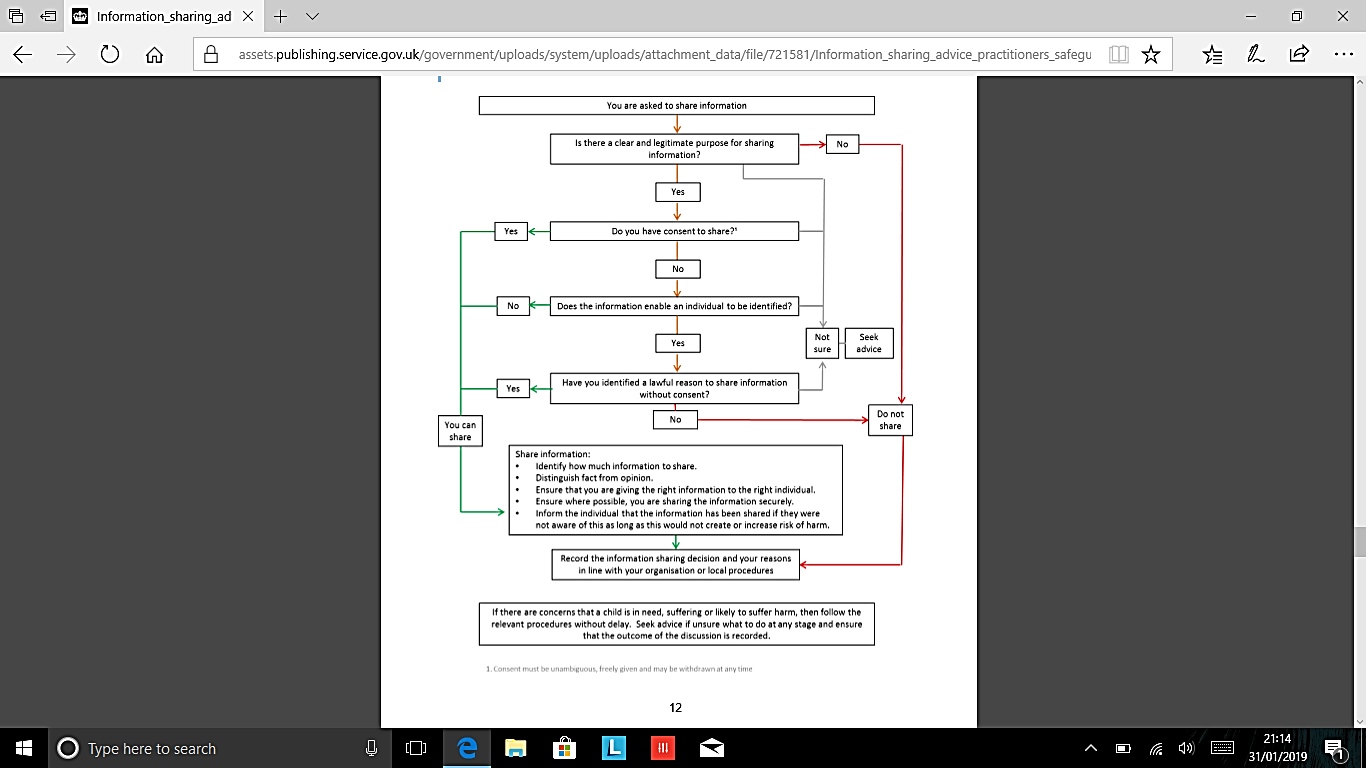 Information_sharing_ad
assets.publishing.service.gov.uk/government/uploads/system/uploads/attachment_data/file/721581/Information_sharing_advice_practitioners_safegu
You are asked to share information
Is there a clear and legitimate purpose for sharing
information?
No
Yes
Yes
Do you have consent to share?¹
No
No
Does the information enable an individual to be identified?
Yes
Not
sure
Seek
advice
Yes
Have you identified a lawful reason to share information
without consent?
No
Do not
share
You can
share
Share information:
• Identify how much information to share.
• Distinguish fact from opinion.
• Ensure that you are giving the right information to the right individual.
• Ensure where possible, you are sharing the information securely.
• Inform the individual that the information has been shared if they were
not aware of this as long as this would not create or increase risk of harm.
Record the information sharing decision and your reasons
in line with your organisation or local procedures
If there are concerns that a child is in need, suffering or likely to suffer harm, then follow the
relevant procedures without delay. Seek advice if unsure what to do at any stage and ensure
that the outcome of the discussion is recorded.
1. Consent must be unambiguous, freely given and may be withdrawn at any time
12
Type here to search
L
21:14
31/01/2019
1